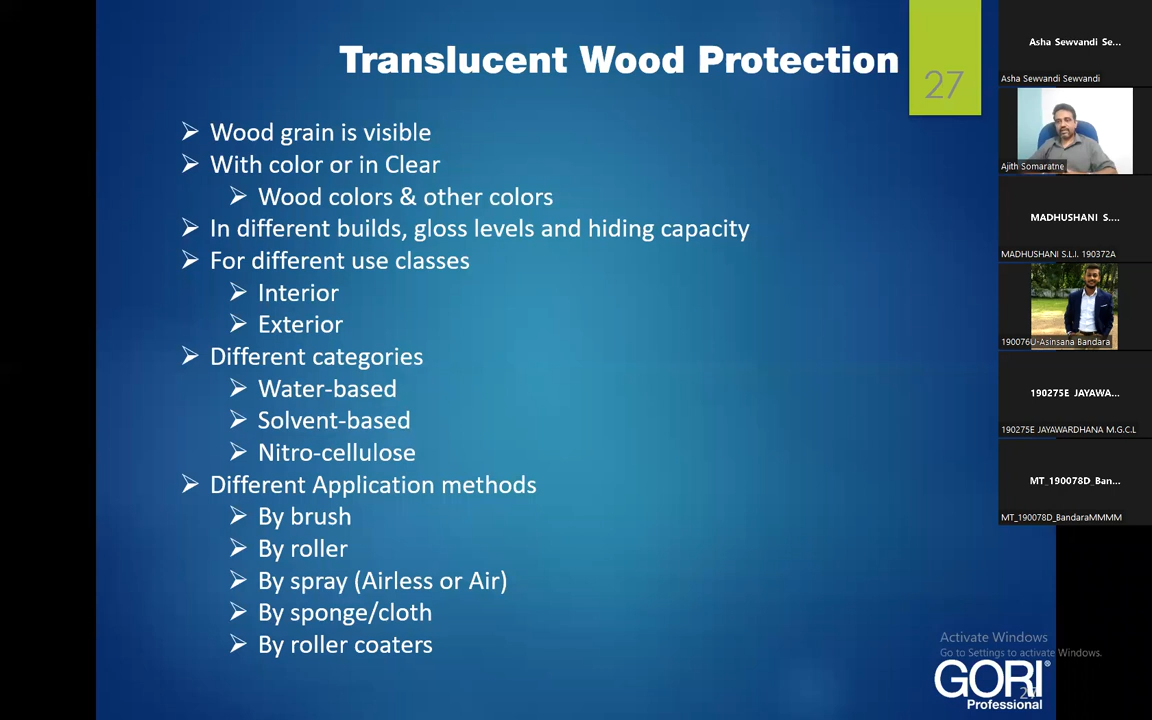 Translucent Wood Protection
27
Wood grain is visible
With color or in Clear
Wood colors & other colors
In different builds, gloss levels and hiding capacity
For different use classes
Interior
Exterior
Different categories
Water-based
Solvent-based
Nitro-cellulose
Different Application methods
By brush
By roller
By spray (Airless or Air)
By sponge/cloth
By roller coaters
Asha Sewvandi Se...
Asha Sewvandi Sewvandi
Ajith Somaratne
MADHUSHANI S....
MADHUSHANI S.L.I. 190372A
190076U-Asinsana Bandara
190275E JAYAWA...
190275E JAYAWARDHANA M.G.C.L
MT_190078D_Ban...
MT_190078D_BandaraMMMM
Activate Windows
Go to Settings to activate Windows.
GORI®
27
Professional